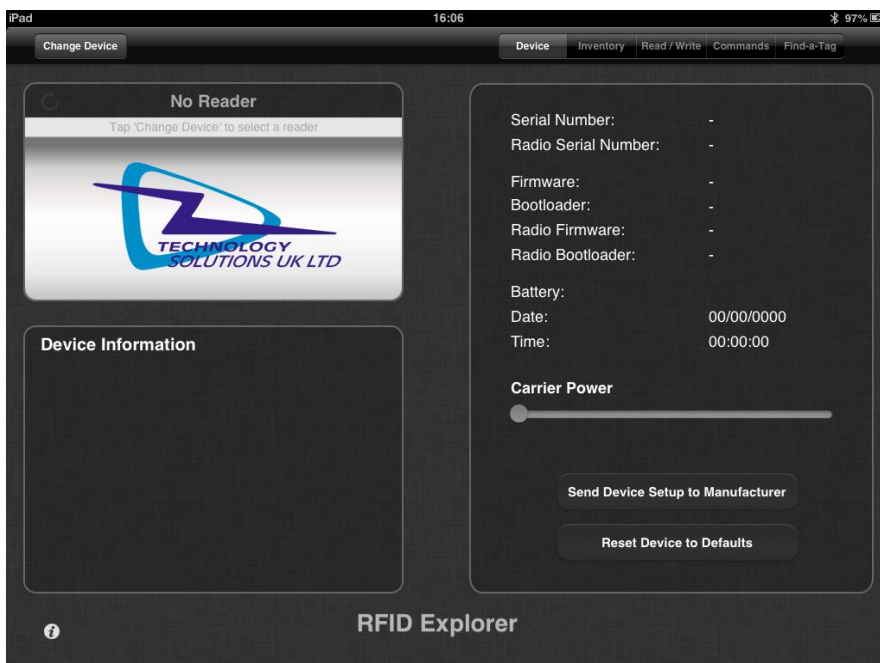 iPad
16:06
97%
Change Device
Device
Inventory
Read / Write
Commands
Find-a-Tag
No Reader
Tap 'Change Device' to select a reader
TECHNOLOGY
SOLUTIONS UK LTD
Device Information
Serial Number: -
Radio Serial Number: -
Firmware: -
Bootloader: -
Radio Firmware: -
Radio Bootloader: -
Battery:
Date: 00/00/0000
Time: 00:00:00
Carrier Power
Send Device Setup to Manufacturer
Reset Device to Defaults
RFID Explorer